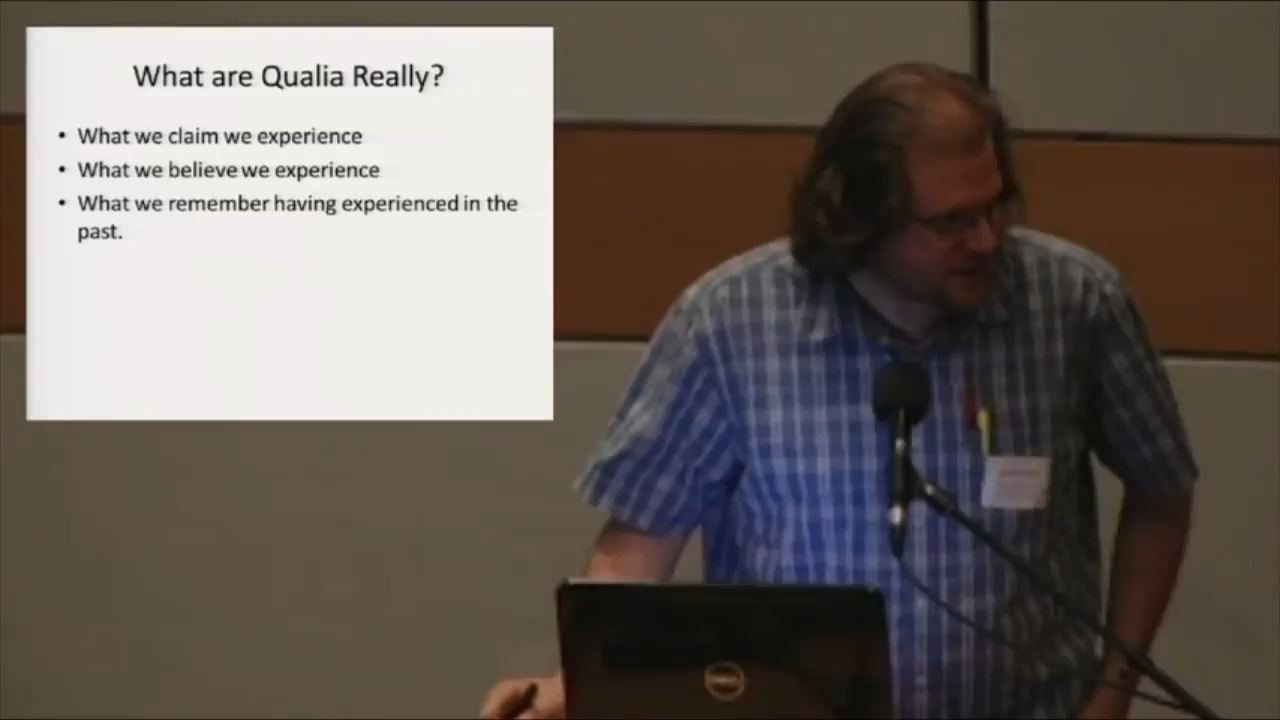 What are Qualia Really?
• What we claim we experience
• What we believe we experience
• What we remember having experienced in the
past.
DELL